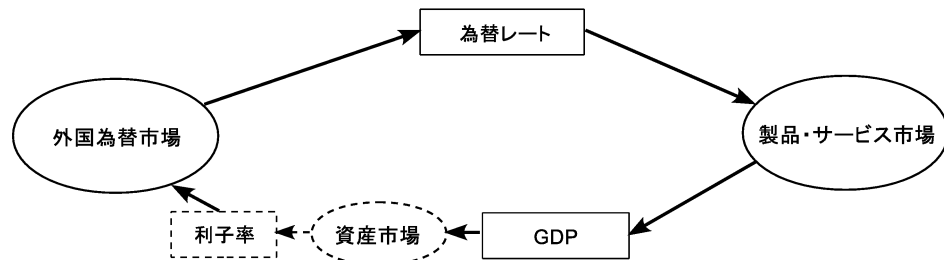 為替レート
外国為替市場
製品・サービス市場
利子率
資産市場
GDP